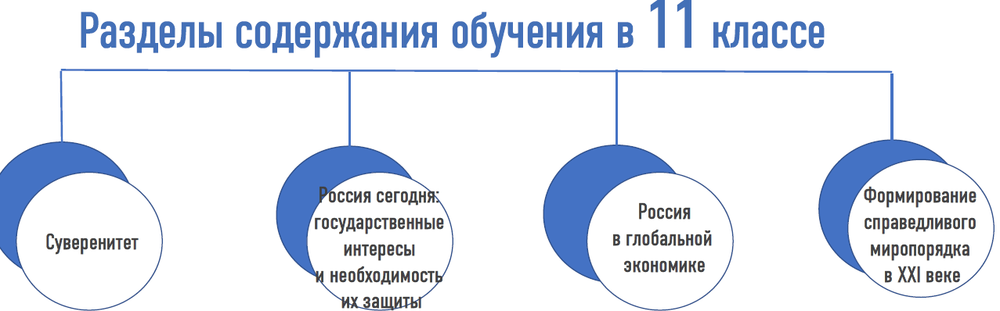 Разделы содержания обучения в 11 классе
Суверенитет
Россия сегодня:
государственные
интересы
и необходимость
их защиты
Россия
в глобальной
экономике
Формирование
справедливого
миропорядка
в XXI веке